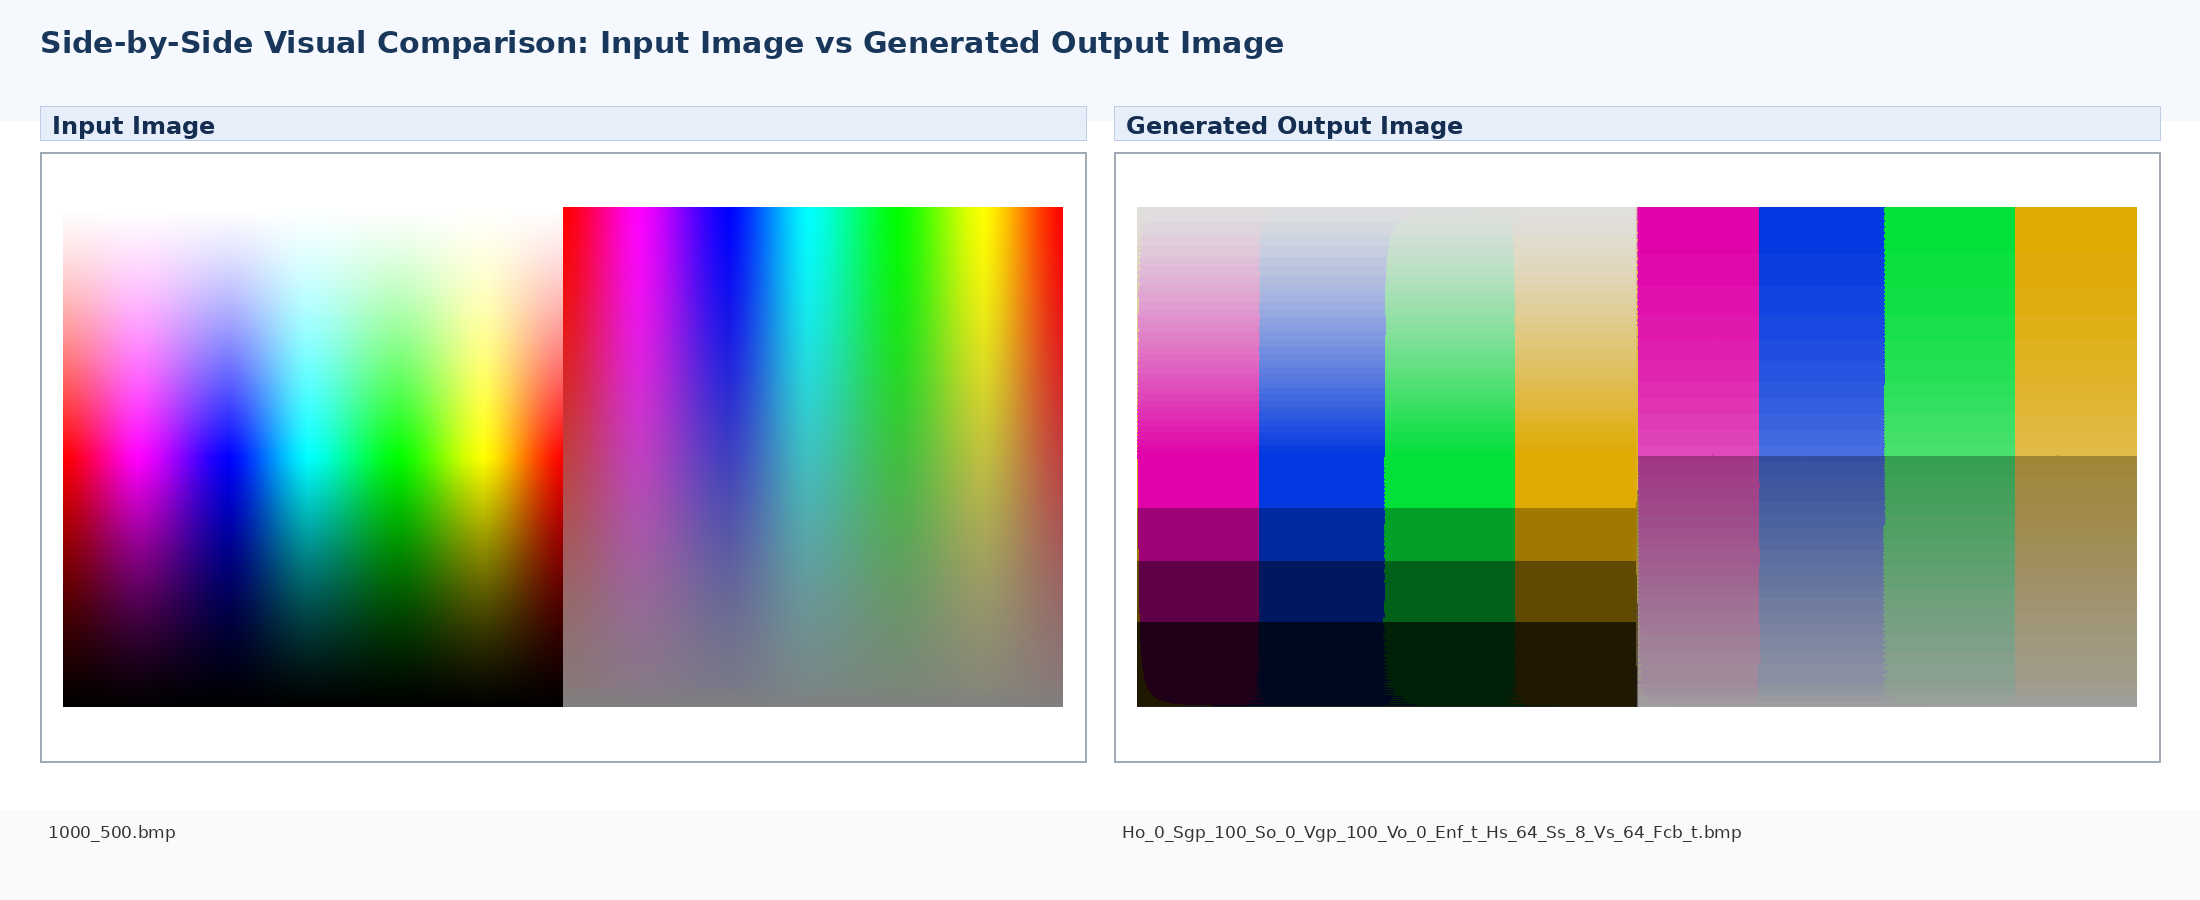 Side-by-Side Visual Comparison: Input Image vs Generated Output Image
Input Image
Generated Output Image
1000_500.bmp
Ho_0_Sgp_100_So_0_Vgp_100_Vo_0_Enf_t_Hs_64_Ss_8_Vs_64_Fcb_t.bmp